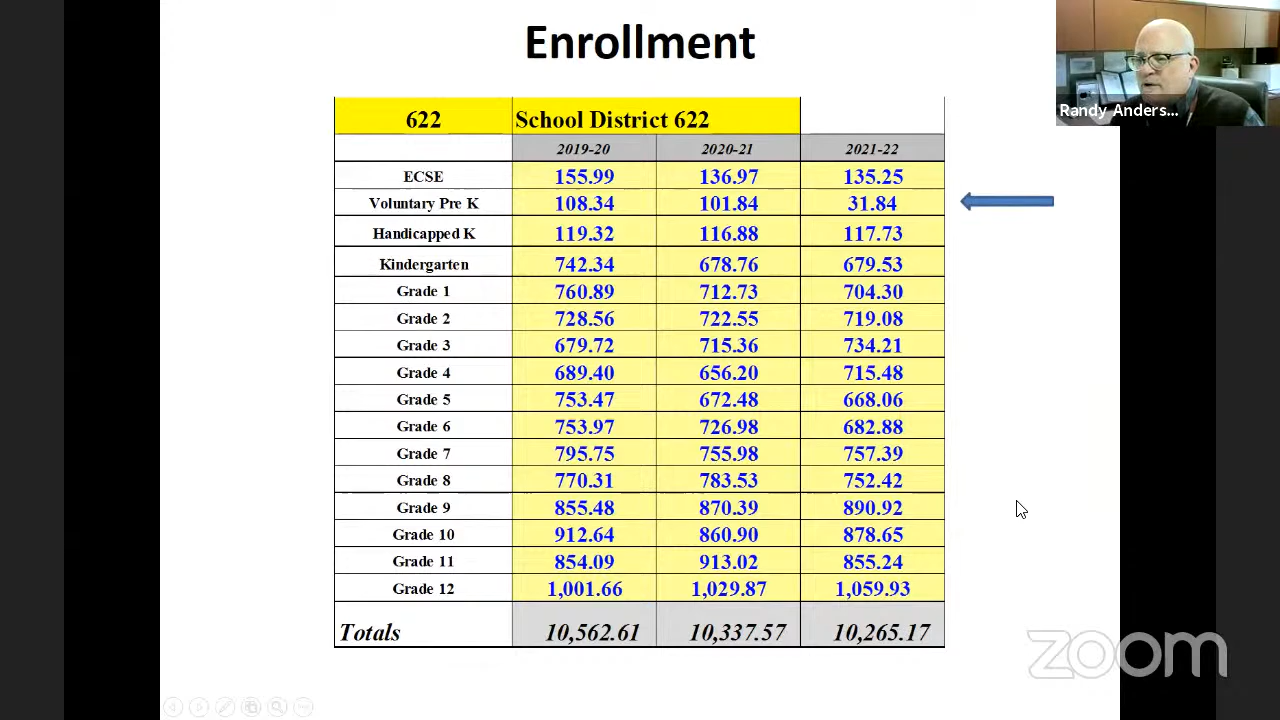 Enrollment
Randy Anders...
622 School District 622
2019-20 2020-21 2021-22
ECSE 155.99 136.97 135.25
Voluntary Pre K 108.34 101.84 31.84
Handicapped K 119.32 116.88 117.73
Kindergarten 742.34 678.76 679.53
Grade 1 760.89 712.73 704.30
Grade 2 728.56 722.55 719.08
Grade 3 679.72 715.36 734.21
Grade 4 689.40 656.20 715.48
Grade 5 753.47 672.48 668.06
Grade 6 753.97 726.98 682.88
Grade 7 795.75 755.98 757.39
Grade 8 770.31 783.53 752.42
Grade 9 855.48 870.39 890.92
Grade 10 912.64 860.90 878.65
Grade 11 854.09 913.02 855.24
Grade 12 1,001.66 1,029.87 1,059.93
Totals 10,562.61 10,337.57 10,265.17
zoom